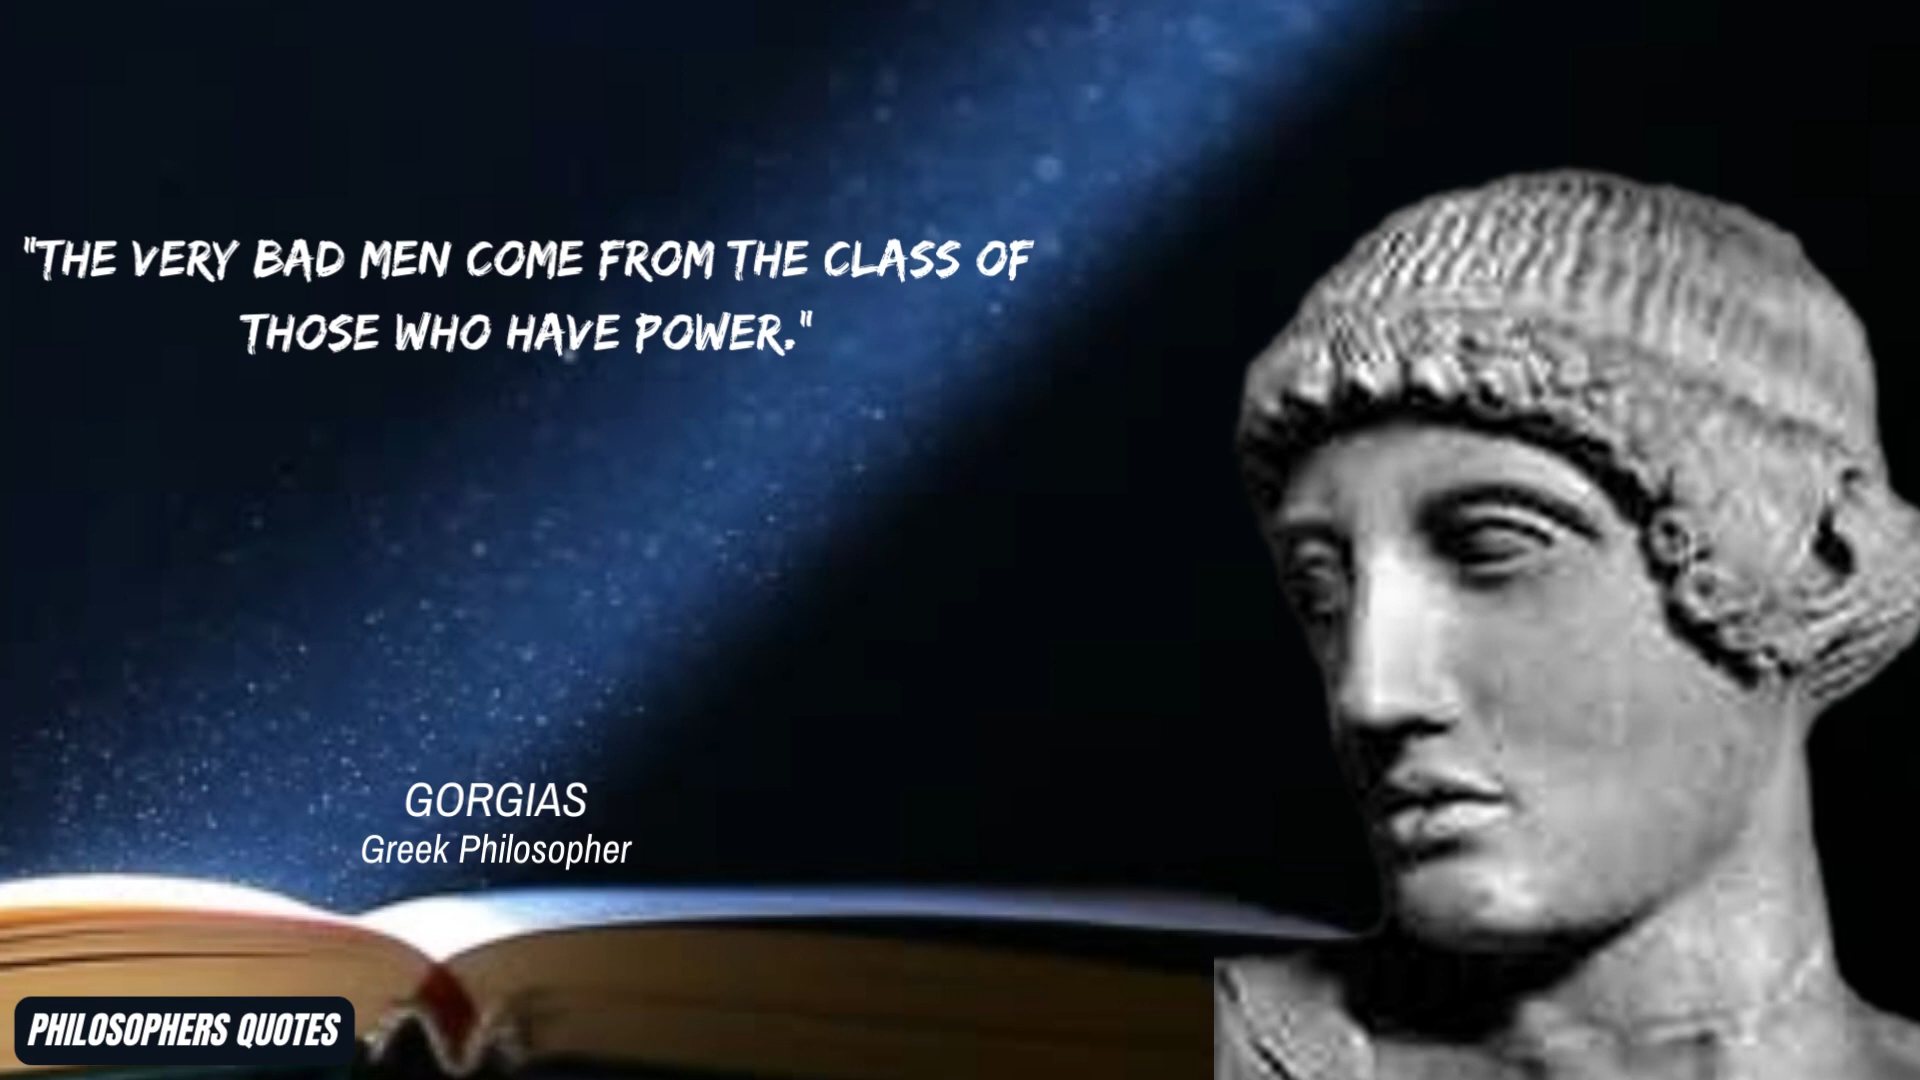 "THE VERY BAD MEN COME FROM THE CLASS OF
THOSE WHO HAVE POWER."
GORGIAS
Greek Philosopher
PHILOSOPHERS QUOTES